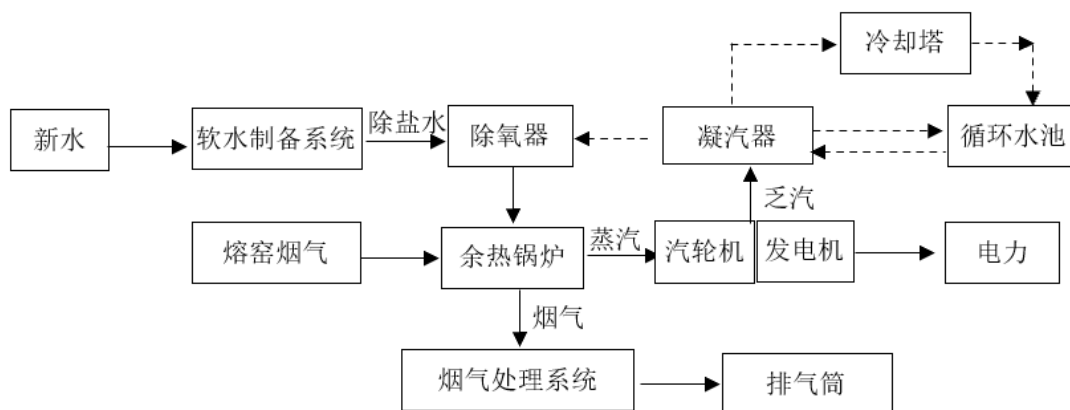 冷却塔
新水
软水制备系统
除盐水
除氧器
凝汽器
循环水池
乏汽
熔窑烟气
余热锅炉
蒸汽
汽轮机
发电机
电力
烟气
烟气处理系统
排气筒